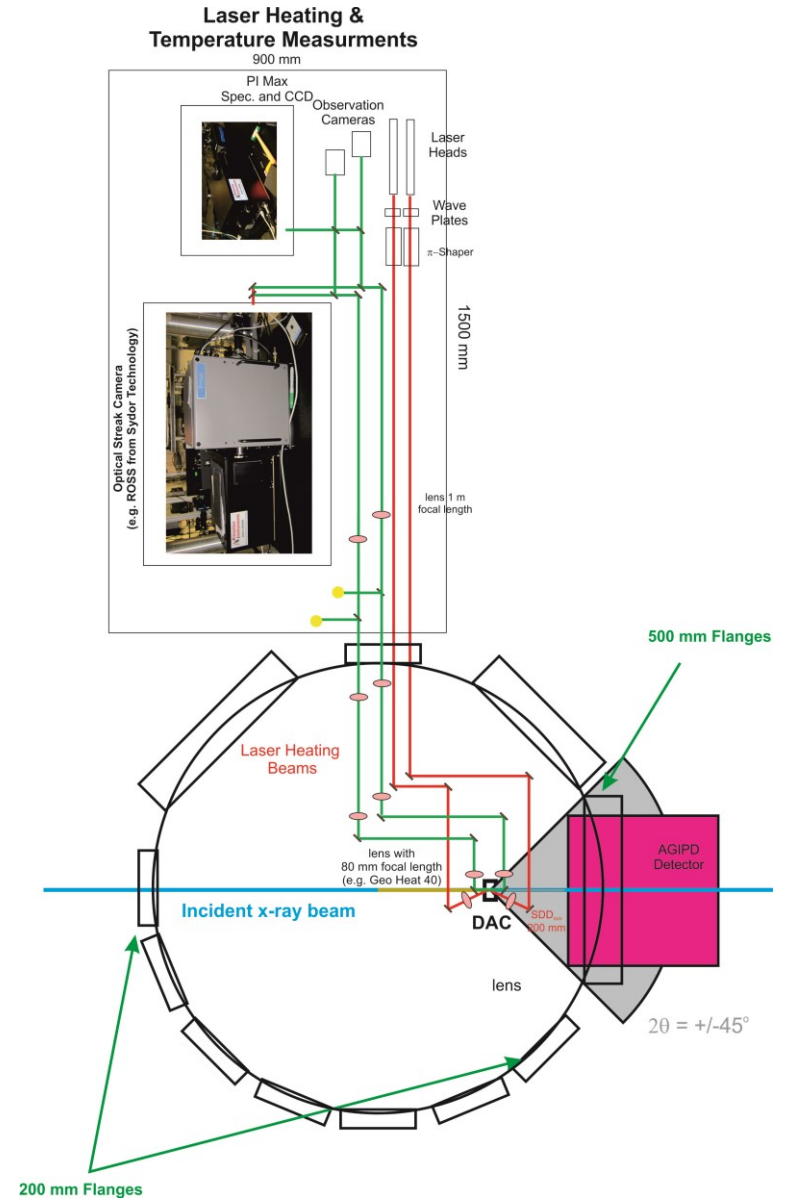 Laser Heating &
Temperature Measurments
900 mm
PI Max
Spec. and CCD
Observation
Cameras
Laser
Heads
Wave
Plates
π−Shaper
1500 mm
Optical Streak Camera
(e.g. ROSS from Sydor Technology)
lens 1 m
focal length
500 mm Flanges
Laser Heating
Beams
lens with
80 mm focal length
(e.g. Geo Heat 40)
AGIPD
Detector
Incident x-ray beam
DAC
200 mm
lens
2θ = +/-45°
200 mm Flanges